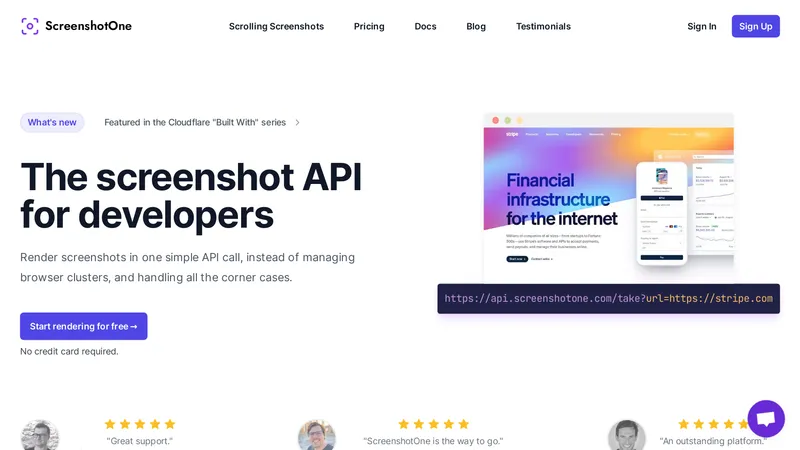 ScreenshotOne
Scrolling Screenshots
Pricing
Docs
Blog
Testimonials
Sign In
Sign Up
What's new
Featured in the Cloudflare "Built With" series
The screenshot API
for developers
Render screenshots in one simple API call, instead of managing
browser clusters, and handling all the corner cases.
Start rendering for free →
No credit card required.
stripe
Financial
infrastructure
for the internet
https://api.screenshotone.com/take?url=https://stripe.com
"Great support."
"ScreenshotOne is the way to go."
"An outstanding platform."